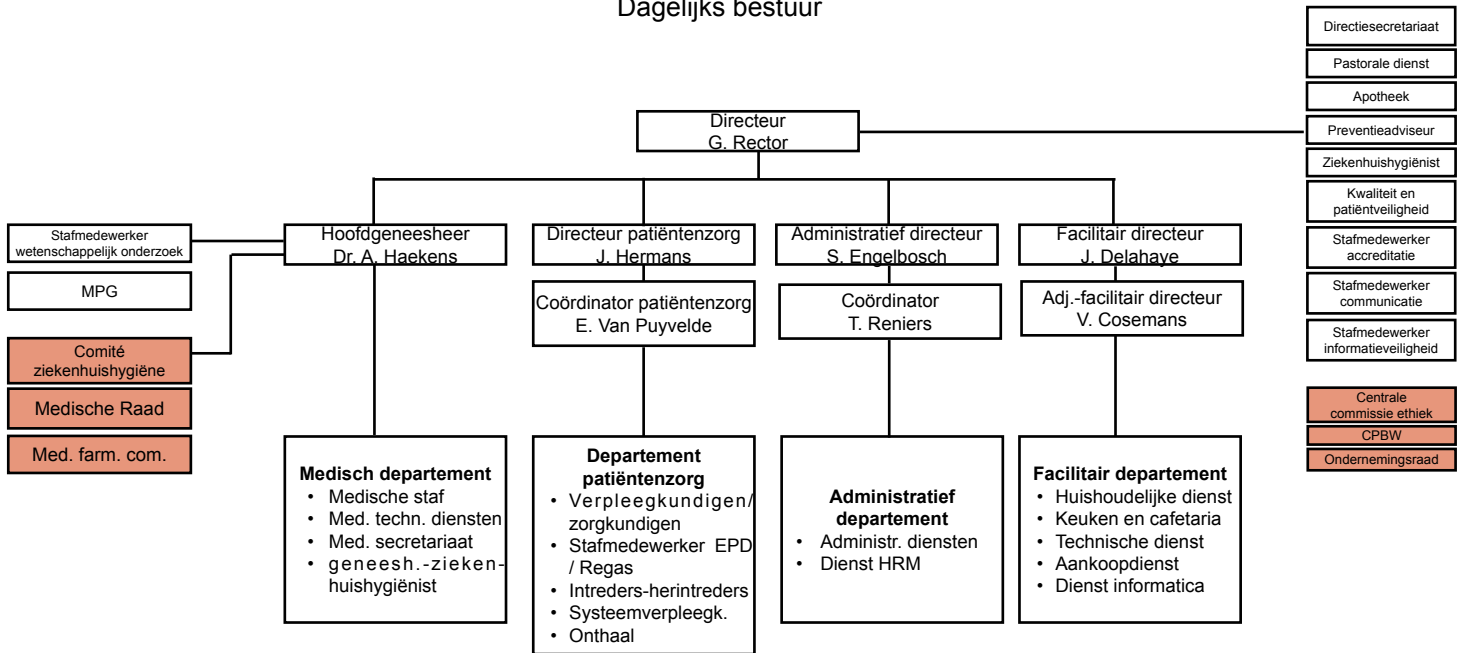 Dagelijks bestuur
Directiesecretariaat
Pastorale dienst
Apotheek
Preventieadviseur
Ziekenhuishygiënist
Kwaliteit en
patiëntveiligheid
Stafmedewerker
accreditatie
Stafmedewerker
communicatie
Stafmedewerker
informatieveiligheid
Centrale
commissie ethiek
CPBW
Ondernemingsraad
Directeur
G. Rector
Stafmedewerker
wetenschappelijk onderzoek
MPG
Comité
ziekenhuishygiëne
Medische Raad
Med. farm. com.
Hoofdgeneesheer
Dr. A. Haekens
Directeur patiëntenzorg
J. Hermans
Administratief directeur
S. Engelbosch
Facilitair directeur
J. Delahaye
Coördinator patiëntenzorg
E. Van Puyvelde
Coördinator
T. Reniers
Adj.-facilitair directeur
V. Cosemans
Medisch departement
• Medische staf
• Med. techn. diensten
• Med. secretariaat
• geneesh.-zieken-
huishygiënist
Departement
patiëntenzorg
• Verpleegkundigen/
zorgkundigen
• Stafmedewerker EPD
/ Regas
• Intreders-herintreders
• Systeemverpleegk.
• Onthaal
Administratief
departement
• Administr. diensten
• Dienst HRM
Facilitair departement
• Huishoudelijke dienst
• Keuken en cafetaria
• Technische dienst
• Aankoopdienst
• Dienst informatica